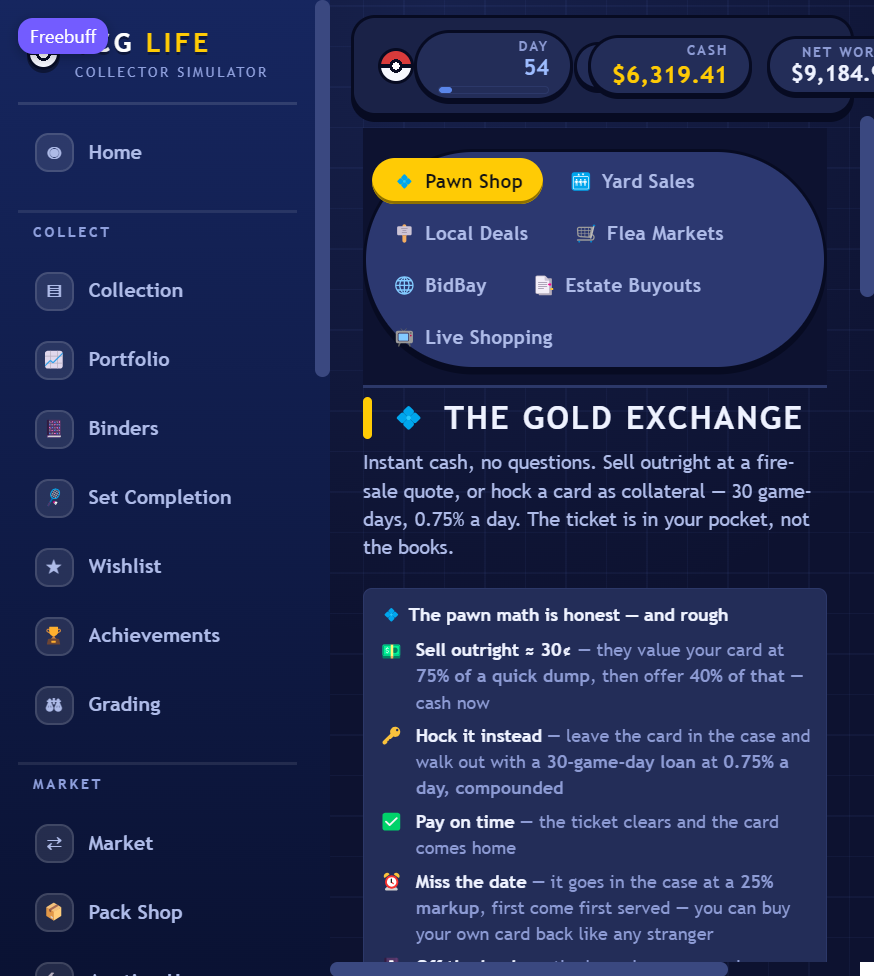 Freebuff
CG LIFE
COLLECTOR SIMULATOR
Home
COLLECT
Collection
Portfolio
Binders
Set Completion
Wishlist
Achievements
Grading
MARKET
Market
Pack Shop
DAY
54
CASH
$6,319.41
NET WOR
$9,184.9
Pawn Shop
Yard Sales
Local Deals
Flea Markets
BidBay
Estate Buyouts
Live Shopping
THE GOLD EXCHANGE
Instant cash, no questions. Sell outright at a fire-
sale quote, or hock a card as collateral — 30 game-
days, 0.75% a day. The ticket is in your pocket, not
the books.
The pawn math is honest — and rough
Sell outright ≈ 30¢ — they value your card at
75% of a quick dump, then offer 40% of that —
cash now
Hock it instead — leave the card in the case and
walk out with a 30-game-day loan at 0.75% a
day, compounded
Pay on time — the ticket clears and the card
comes home
Miss the date — it goes in the case at a 25%
markup, first come first served — you can buy
your own card back like any stranger